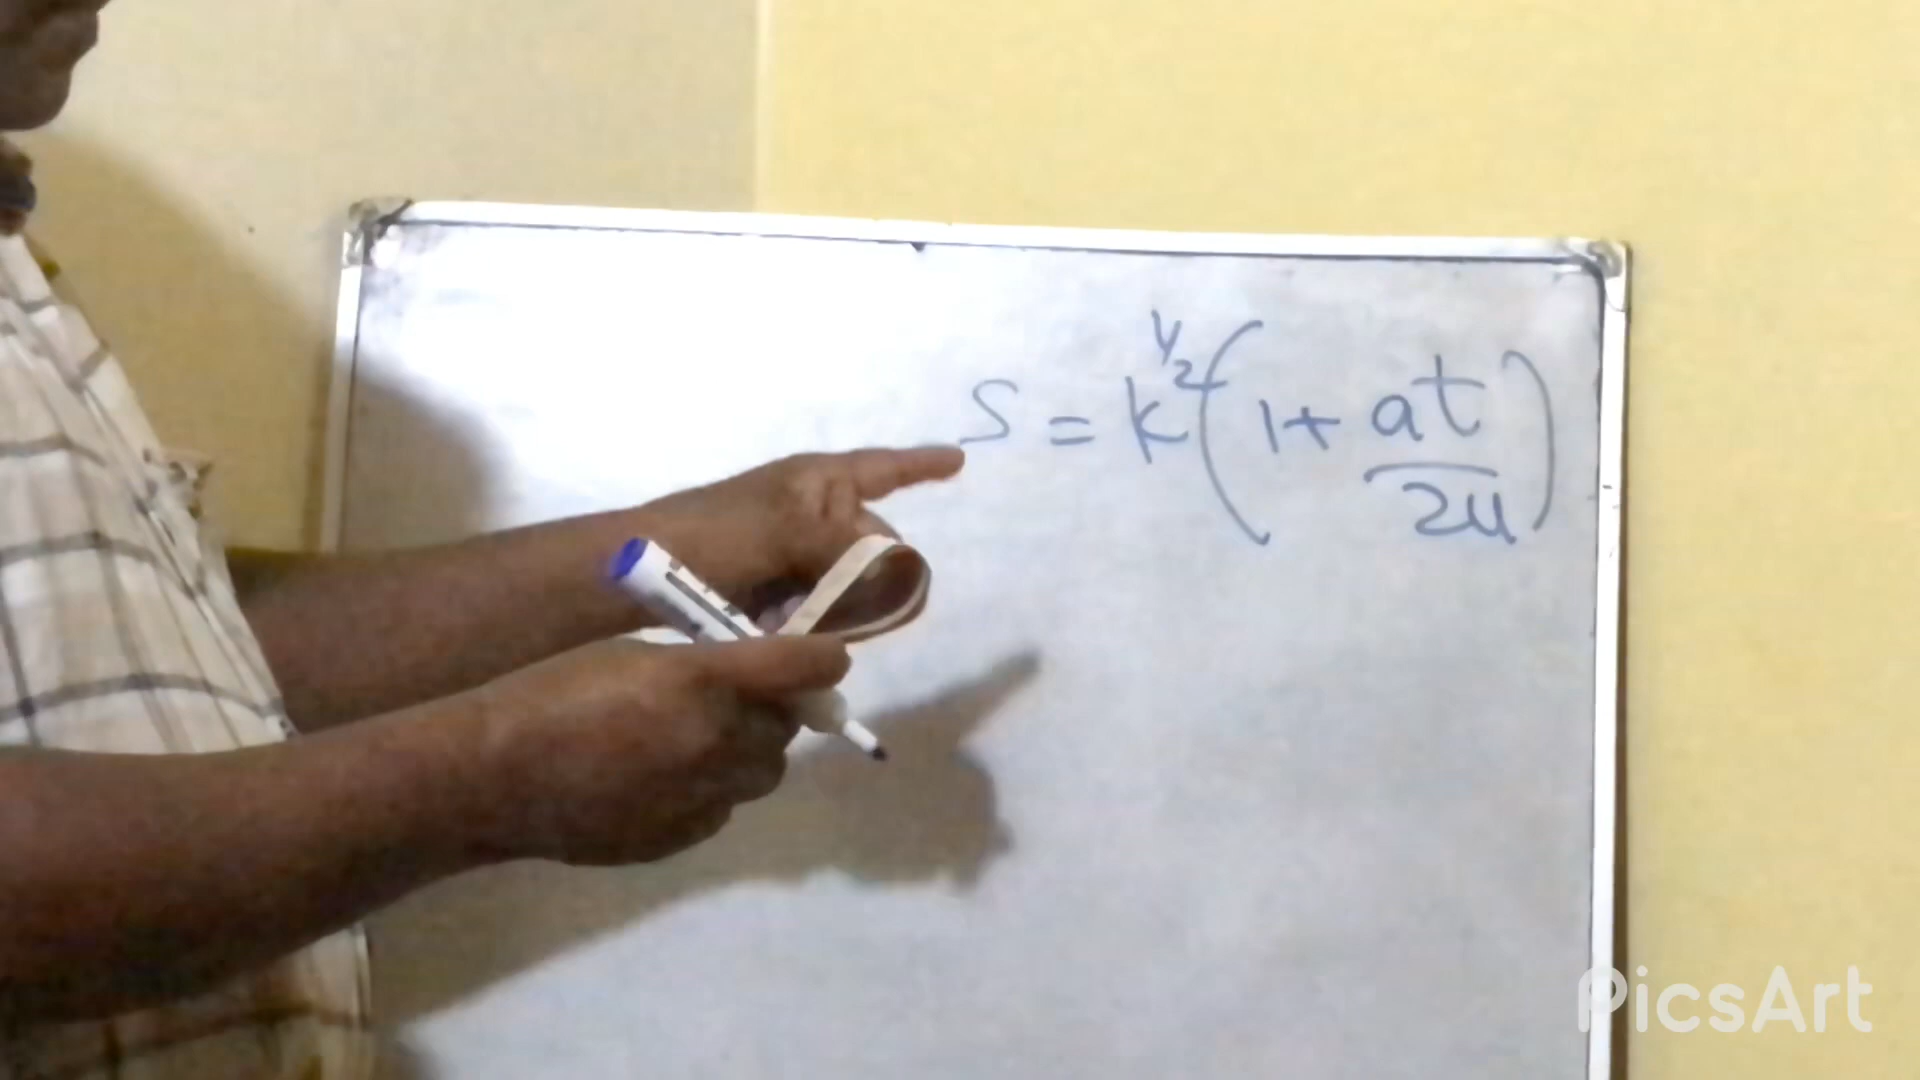 S = k^1/2 (1 + at/2u)
PicsArt